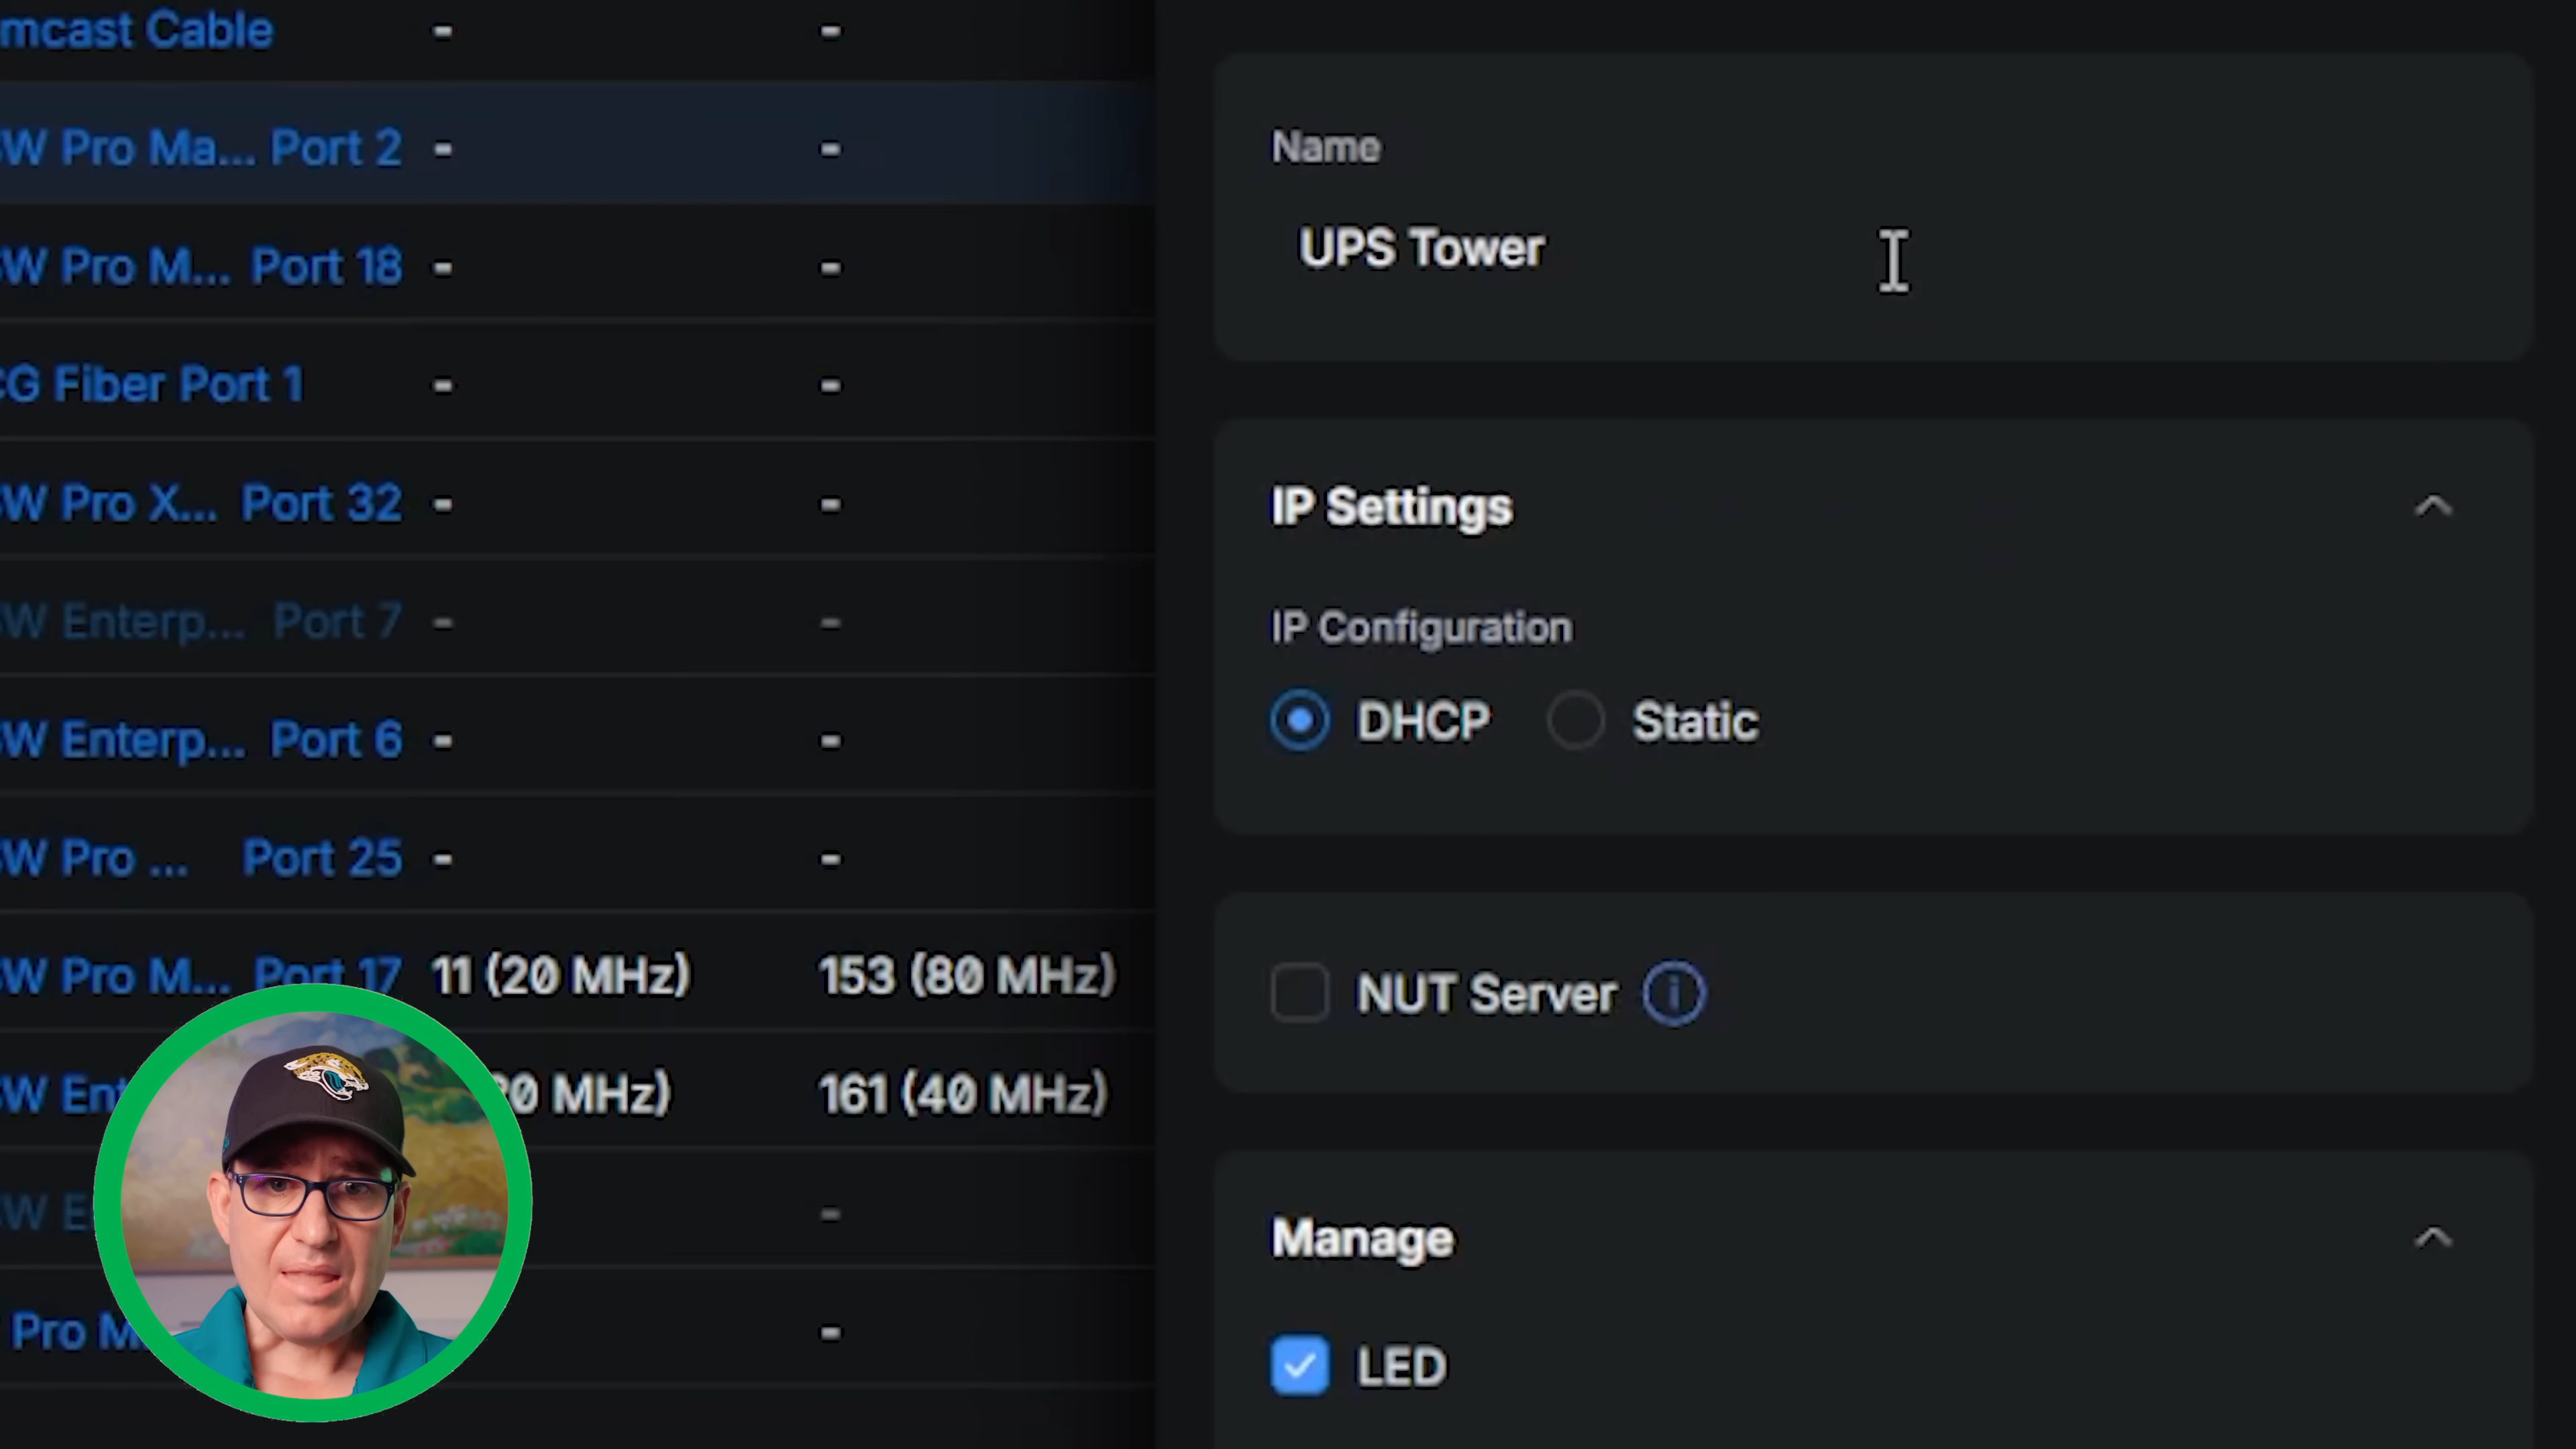 mcast Cable - -
W Pro Ma... Port 2 - -
W Pro M... Port 18 - -
CG Fiber Port 1 - -
W Pro X... Port 32 - -
W Enterp... Port 7 - -
W Enterp... Port 6 - -
W Pro ... Port 25 - -
W Pro M... Port 17 11 (20 MHz) 153 (80 MHz)
W Ent 0 MHz) 161 (40 MHz)
W E -
Pro M -
Name
UPS Tower
IP Settings
IP Configuration
DHCP Static
NUT Server
Manage
LED